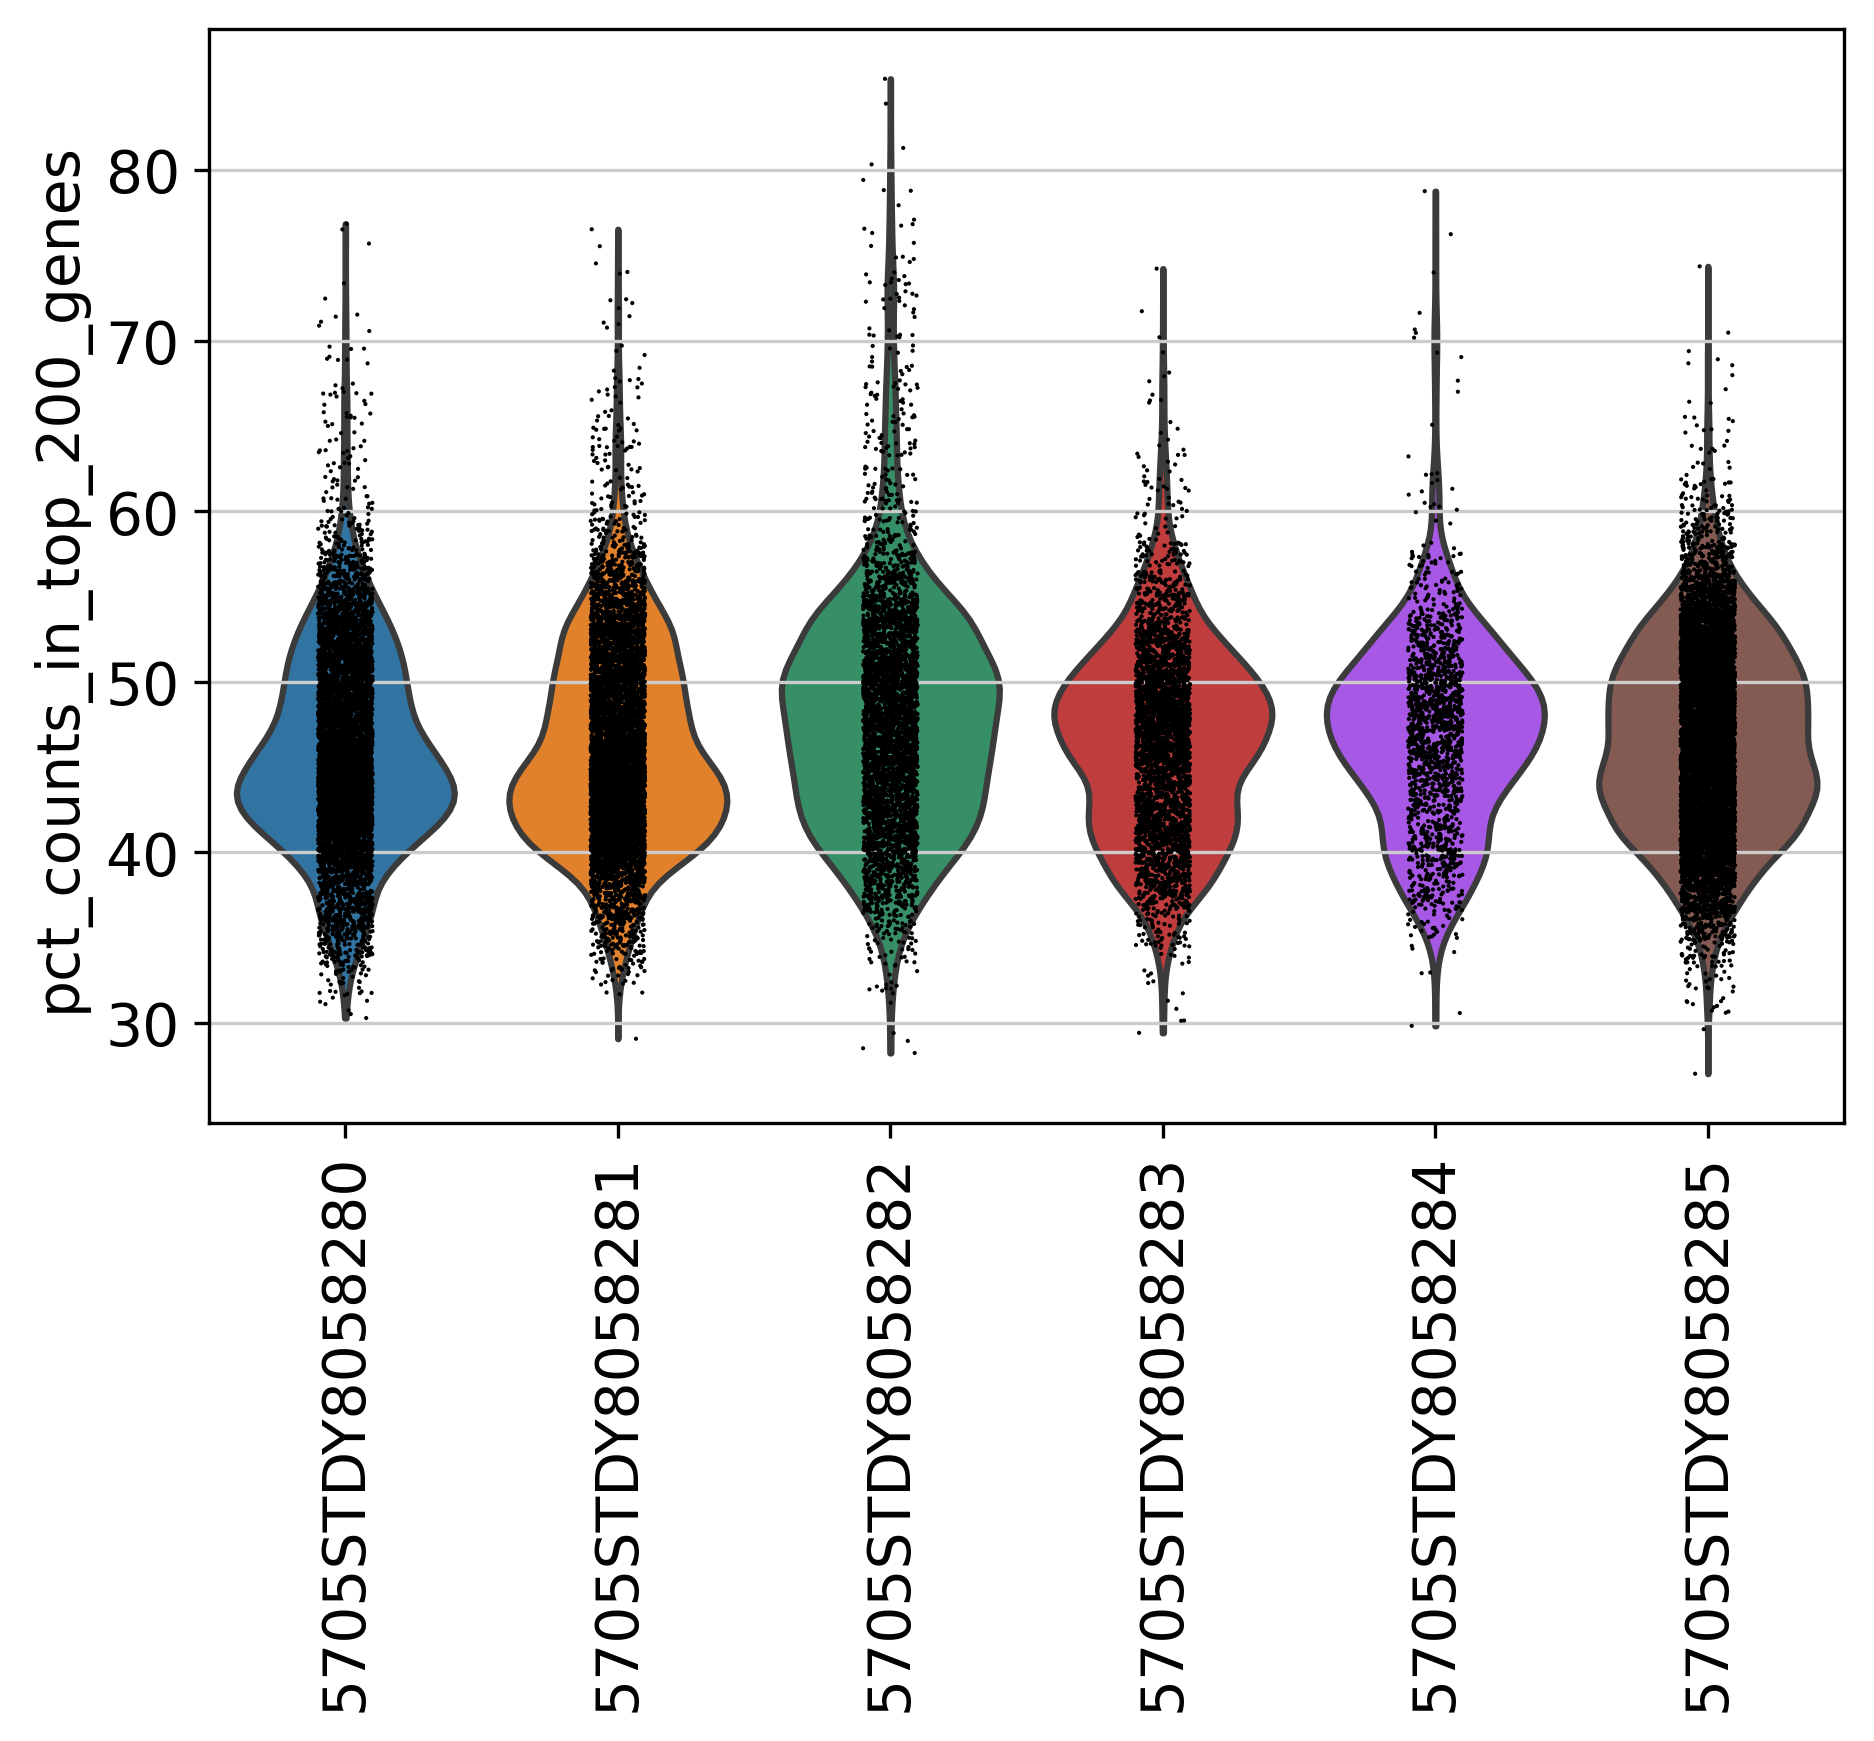 pct_counts_in_top_200_genes
80
70
60
50
40
30
5705STDY8058280
5705STDY8058281
5705STDY8058282
5705STDY8058283
5705STDY8058284
5705STDY8058285